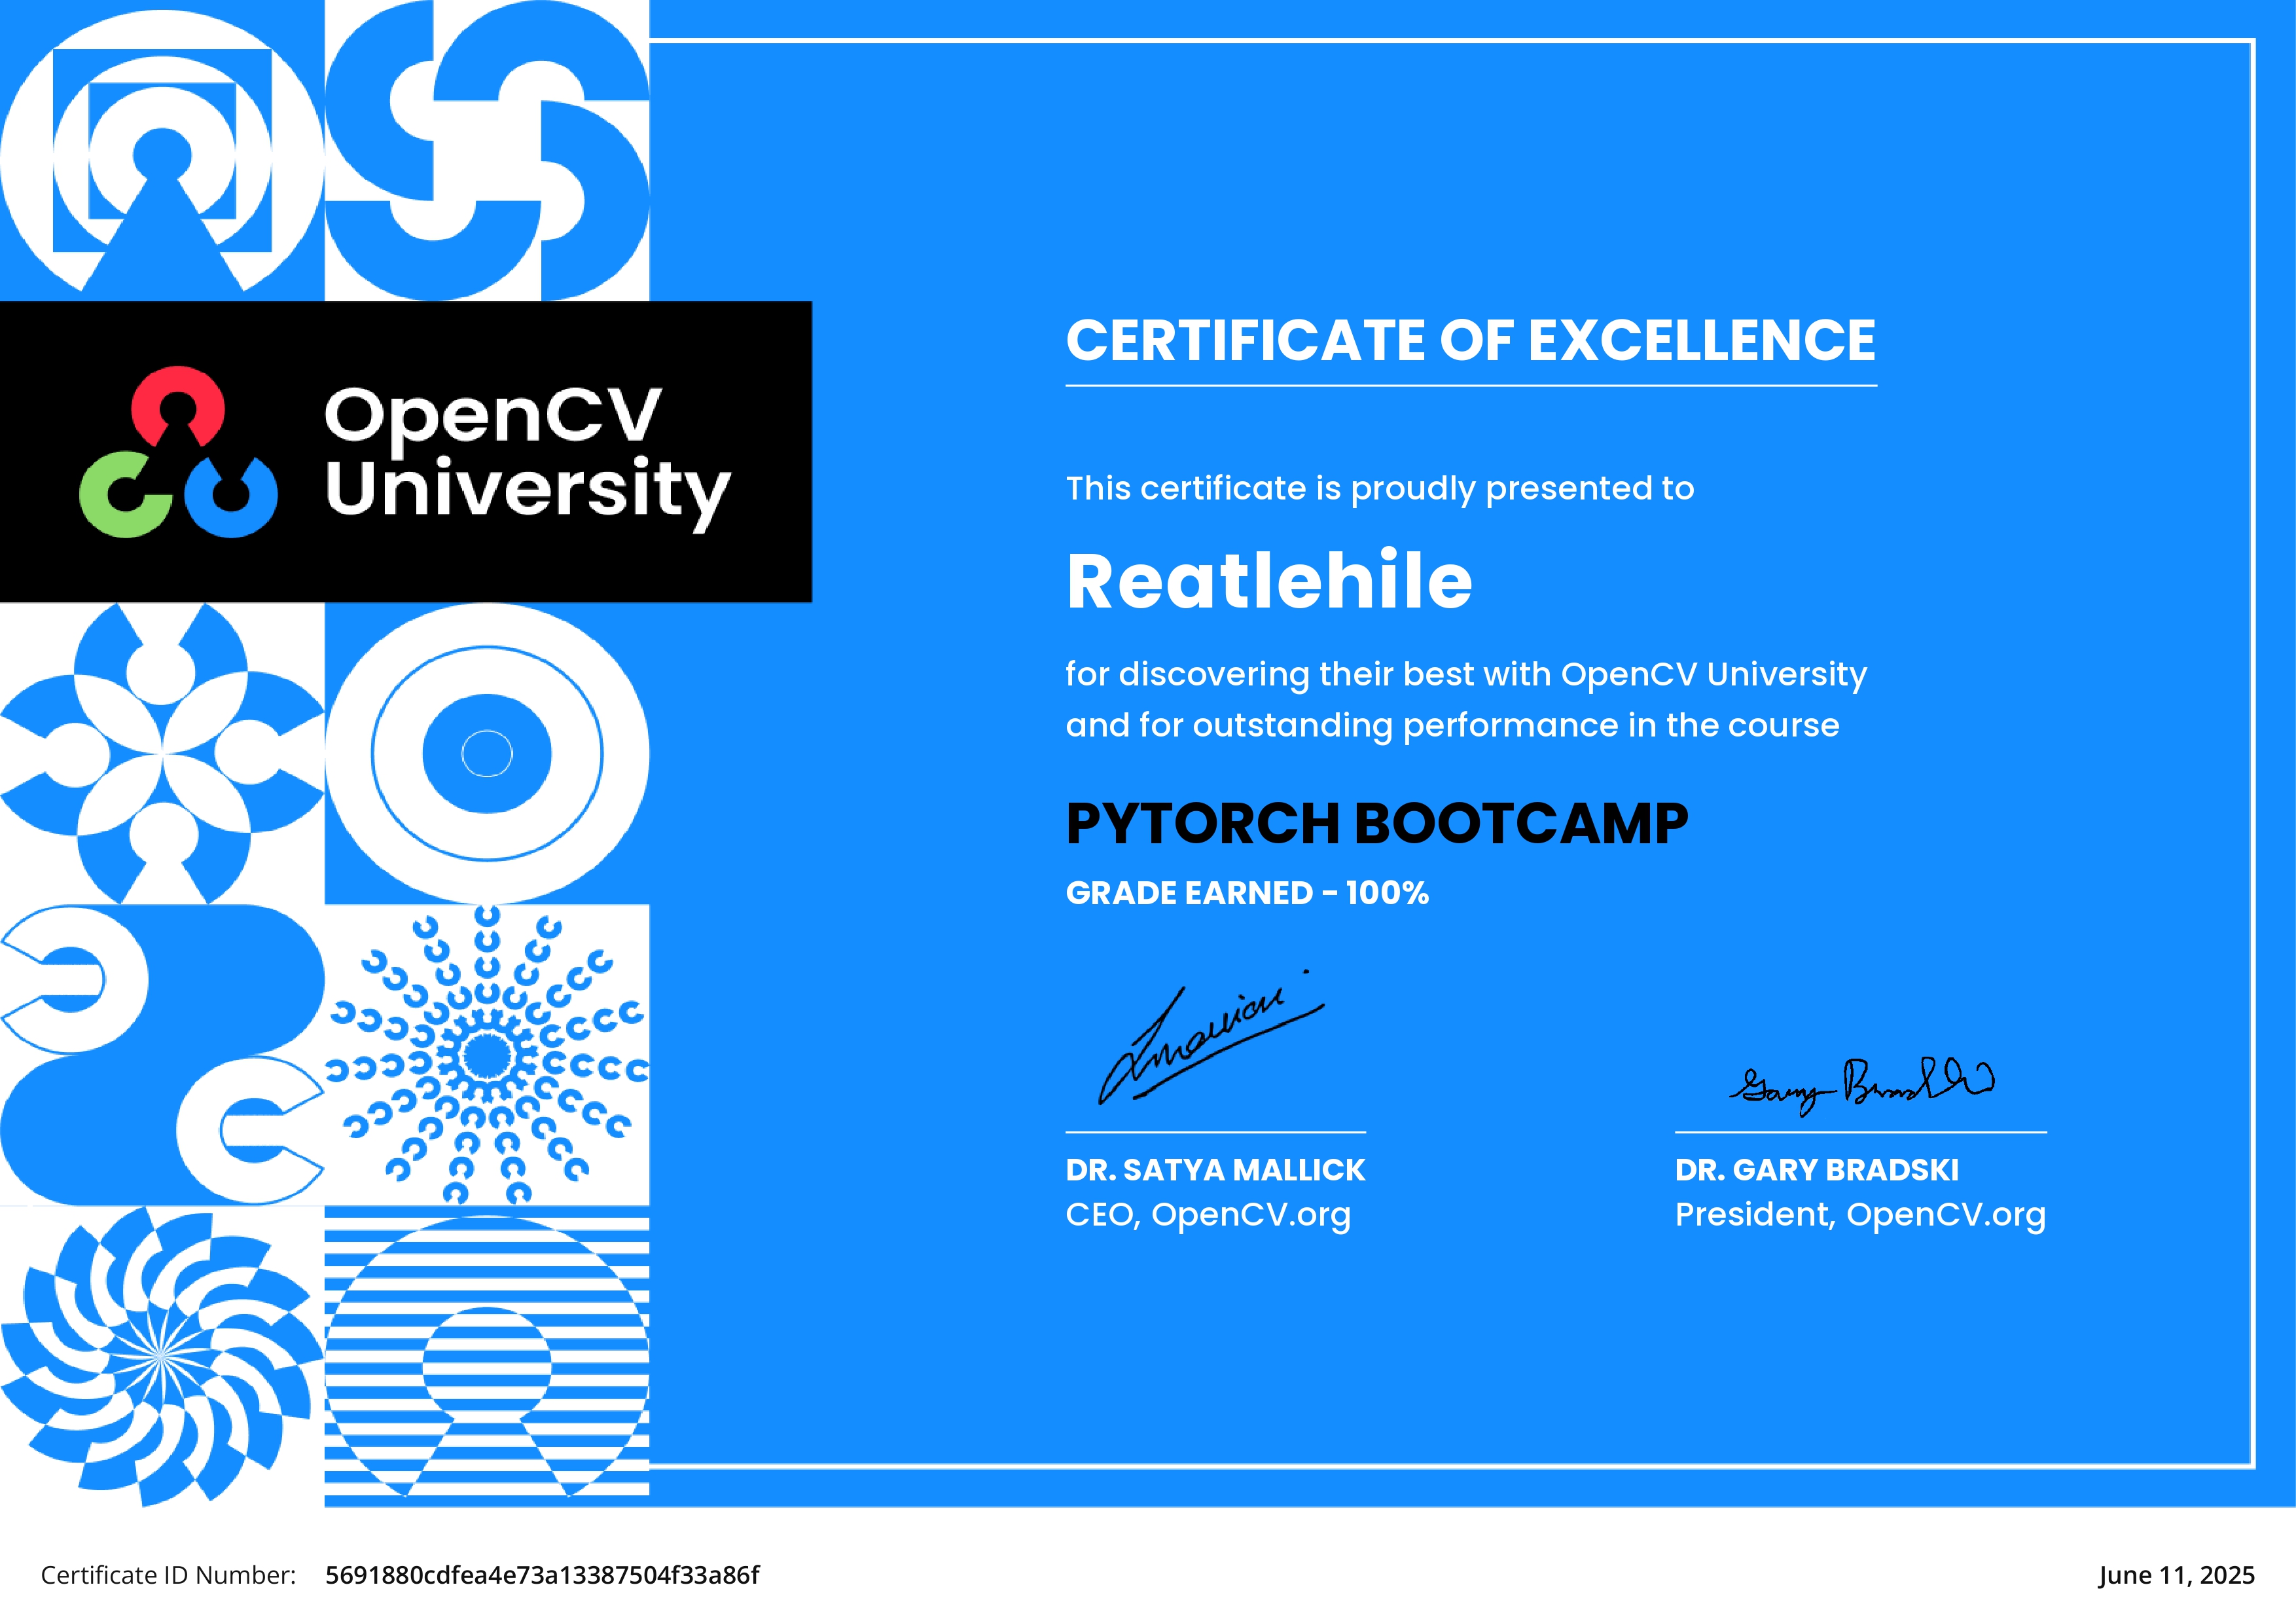 OpenCV
University
CERTIFICATE OF EXCELLENCE
This certificate is proudly presented to
Reatlehile
for discovering their best with OpenCV University
and for outstanding performance in the course
PYTORCH BOOTCAMP
GRADE EARNED - 100%
Gary Bradski
DR. SATYA MALLICK
CEO, OpenCV.org
DR. GARY BRADSKI
President, OpenCV.org
Certificate ID Number: 5691880cdfea4e73a13387504f33a86f
June 11, 2025